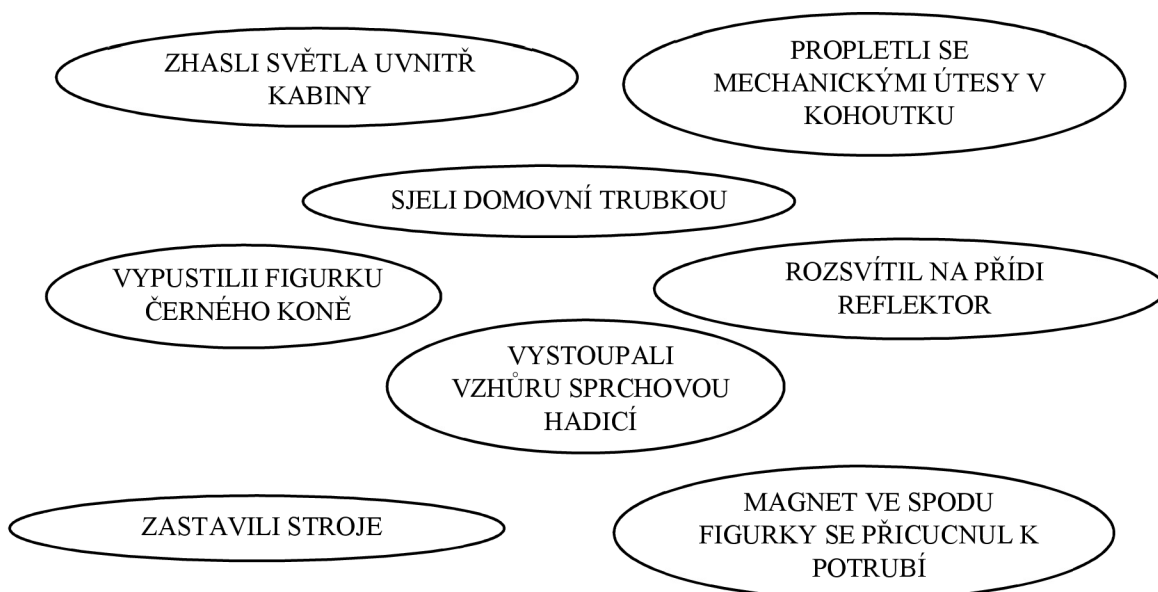 ZHASLI SVĚTLA UVNITŘ
KABINY
PROPLETLI SE
MECHANICKÝMI ÚTESY V
KOHOUTKU
SJELI DOMOVNÍ TRUBKOU
VYPUSTILII FIGURKU
ČERNÉHO KONĚ
ROZSVÍTIL NA PŘÍDI
REFLEKTOR
VYSTOUPALI
VZHŮRU SPRCHOVOU
HADICÍ
ZASTAVILI STROJE
MAGNET VE SPODU
FIGURKY SE PŘICUCNUL K
POTRUBÍ